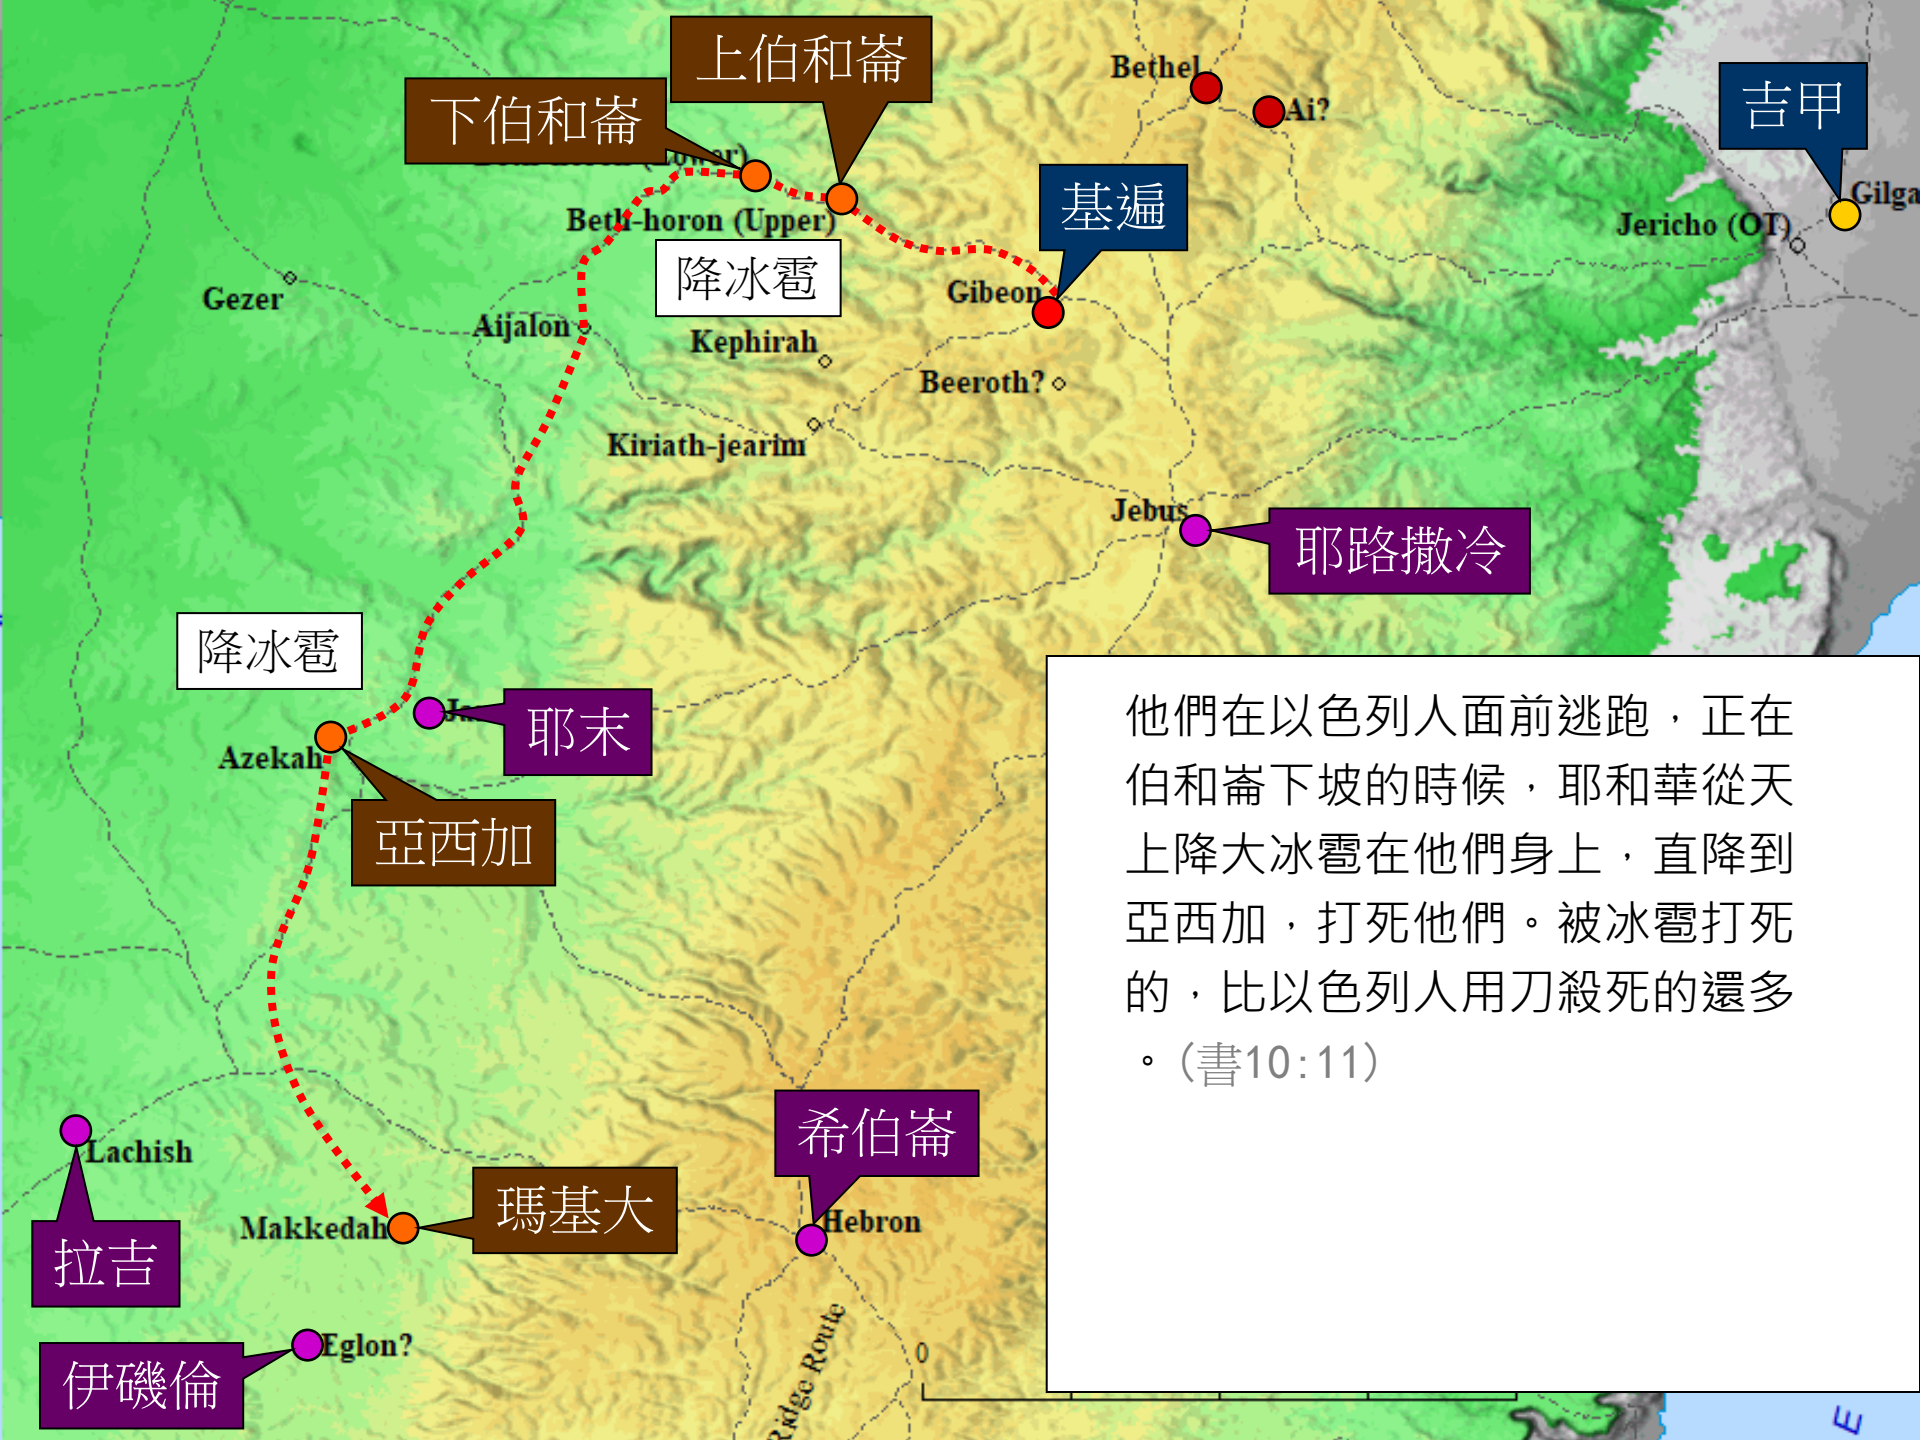 上伯和崙
下伯和崙
Bethel
Ai?
吉甲
Beth-horon (Upper)
基遍
Gilga
Jericho (OT)
降冰雹
Gezer
Gibeon
Aijalon
Kephirah
Beeroth?
Kiriath-jearim
Jebus
耶路撒冷
降冰雹
耶末
Azekah
亞西加
他們在以色列人面前逃跑，正在
伯和崙下坡的時候，耶和華從天
上降大冰雹在他們身上，直降到
亞西加，打死他們。被冰雹打死
的，比以色列人用刀殺死的還多
。(書10:11)
Lachish
拉吉
Makkedah
瑪基大
希伯崙
Hebron
Eglon?
伊磯倫
Ridge Route
0
E